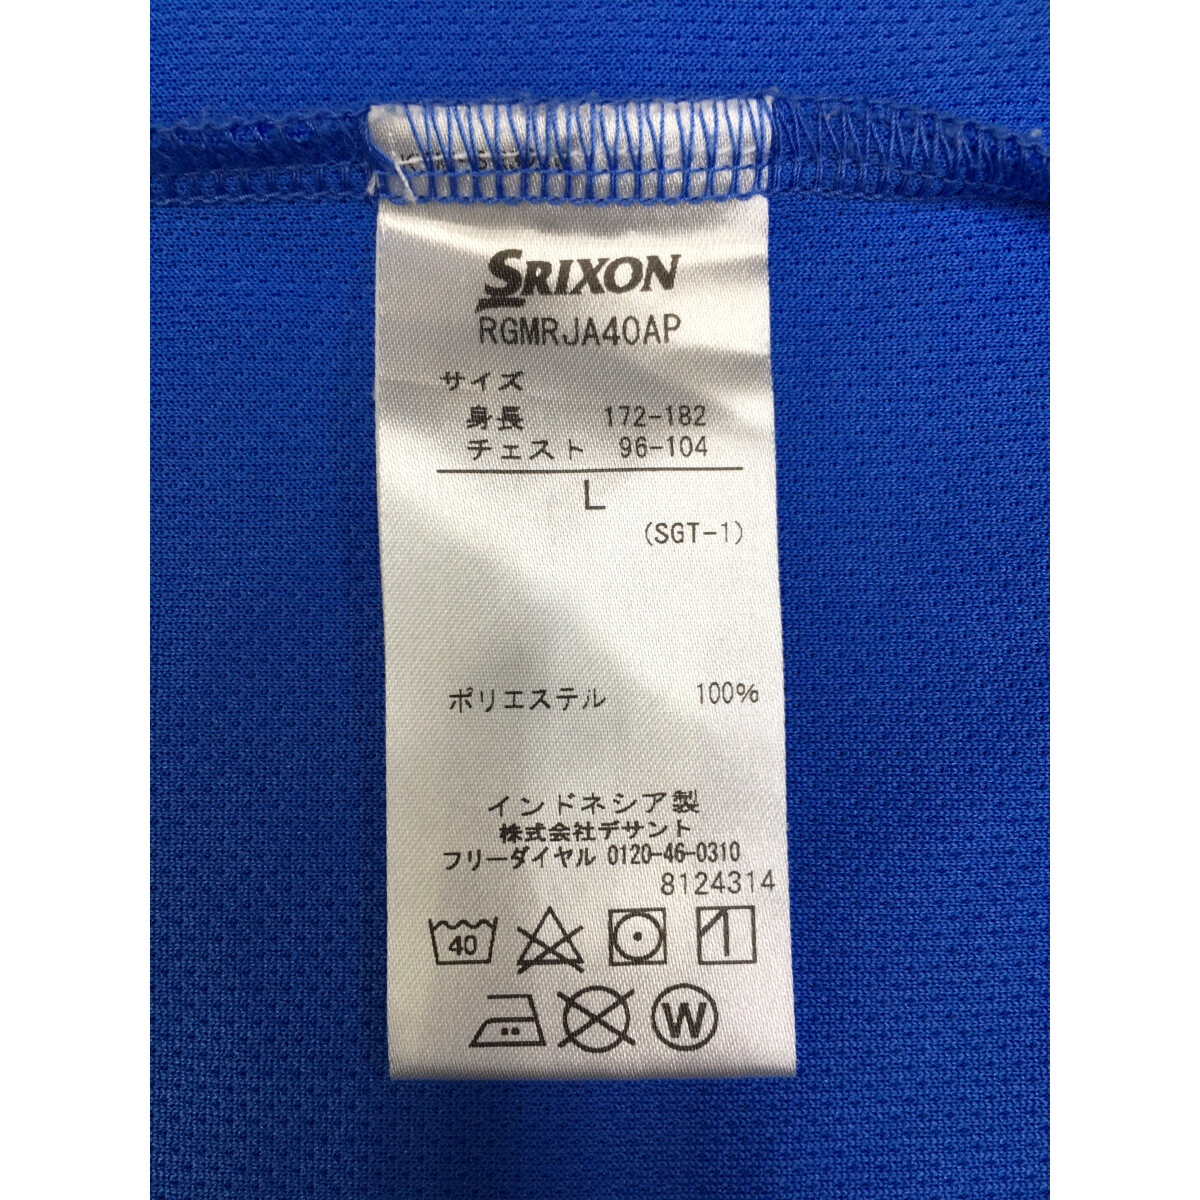 SRIXON
RGMRJA40AP
サイズ
身長 172-182
チェスト 96-104
L
(SGT-1)
ポリエステル 100%
インドネシア製
株式会社デサント
フリーダイヤル 0120-46-0310
8124314
40
W